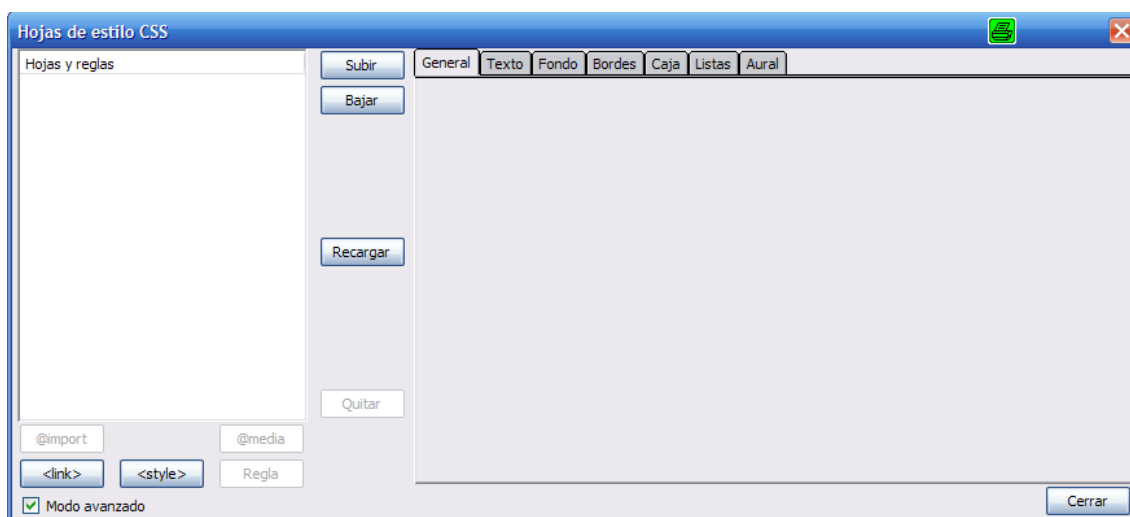 Hojas de estilo CSS
Hojas y reglas
Subir
General Texto Fondo Bordes Caja Listas Aural
Bajar
Recargar
Quitar
@import @media
<link> <style> Regla
Modo avanzado
Cerrar